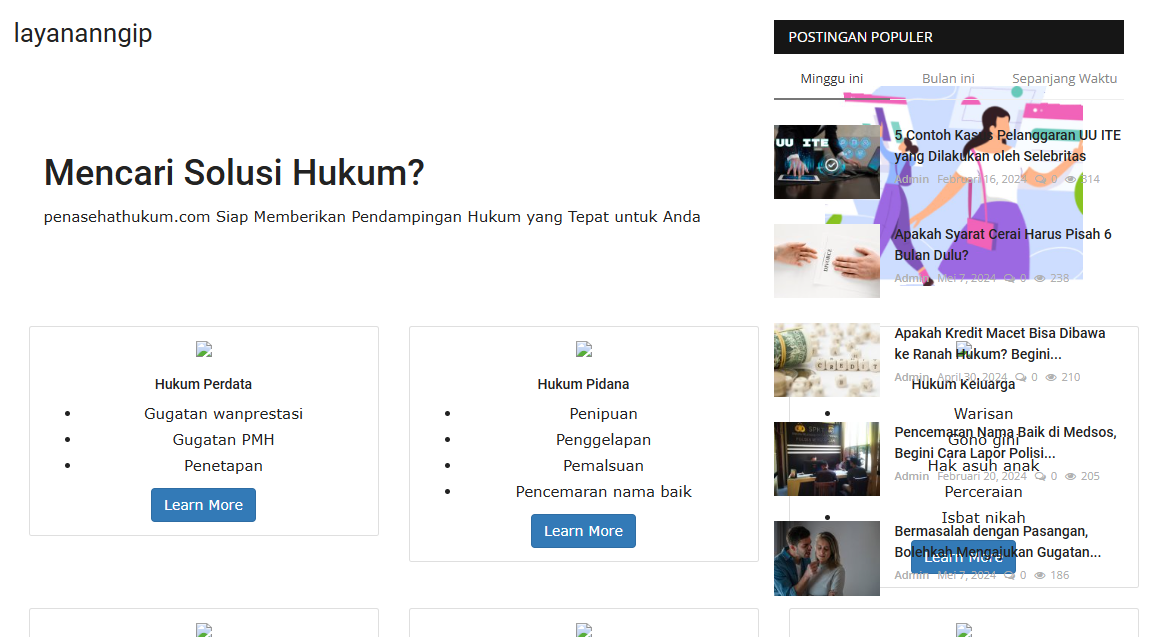 layananngip
Mencari Solusi Hukum?
penasehathukum.com Siap Memberikan Pendampingan Hukum yang Tepat untuk Anda
Hukum Perdata
Gugatan wanprestasi
Gugatan PMH
Penetapan
Learn More
Hukum Pidana
Penipuan
Penggelapan
Pemalsuan
Pencemaran nama baik
Learn More
Hukum Keluarga
Warisan
Gono gini
Hak asuh anak
Perceraian
Isbat nikah
Learn More
POSTINGAN POPULER
Minggu ini Bulan ini Sepanjang Waktu
UU ITE
5 Contoh Kasus Pelanggaran UU ITE
yang Dilakukan oleh Selebritas
Admin Februari 16, 2024 0 314
DIVORCE
Apakah Syarat Cerai Harus Pisah 6
Bulan Dulu?
Admin Mei 7, 2024 0 238
CREDIT
Apakah Kredit Macet Bisa Dibawa
ke Ranah Hukum? Begini...
Admin April 30, 2024 0 210
SPK
Pencemaran Nama Baik di Medsos,
Begini Cara Lapor Polisi...
Admin Februari 20, 2024 0 205
Bermasalah dengan Pasangan,
Bolehkah Mengajukan Gugatan...
Admin Mei 7, 2024 0 186